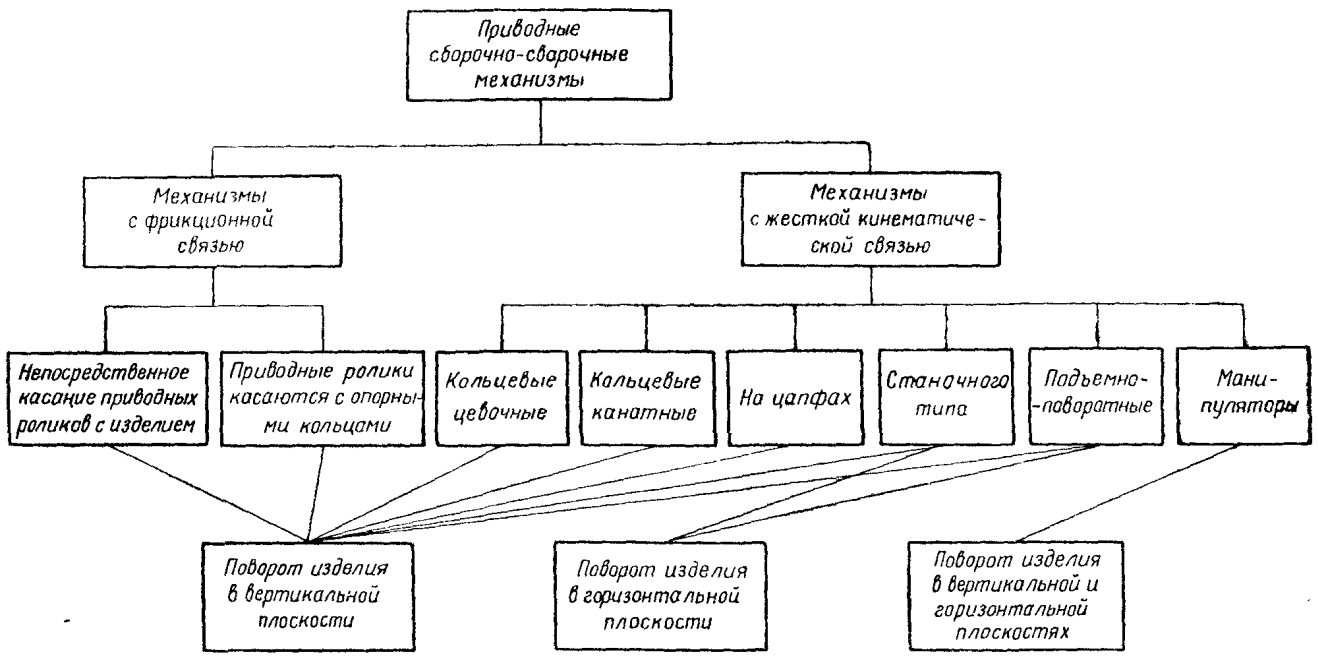 Приводные
сборочно-сварочные
механизмы
Механизмы
с фрикционной
связью
Механизмы
с жесткой кинематиче-
ской связью
Непосредственное
касание приводных
роликов с изделием
Приводные ролики
касаются с опорны-
ми кольцами
Кольцевые
цевочные
Кольцевые
канатные
На цапфах
Станочного
типа
Подъемно-
-поворотные
Мани-
пуляторы
Поворот изделия
в вертикальной
плоскости
Поворот изделия
в горизонтальной
плоскости
Поворот изделия
в вертикальной и
горизонтальной
плоскостях